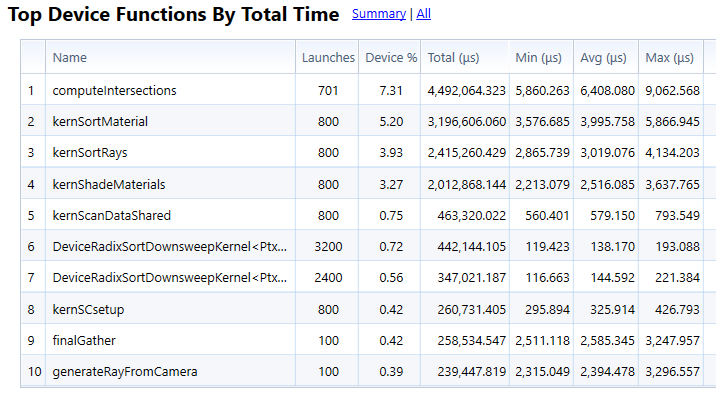 Top Device Functions By Total Time Summary | All
Name Launches Device % Total (µs) Min (µs) Avg (µs) Max (µs)
1 computeIntersections 701 7.31 4,492,064.323 5,860.263 6,408.080 9,062.568
2 kernSortMaterial 800 5.20 3,196,606.060 3,576.685 3,995.758 5,866.945
3 kernSortRays 800 3.93 2,415,260.429 2,865.739 3,019.076 4,134.203
4 kernShadeMaterials 800 3.27 2,012,868.144 2,213.079 2,516.085 3,637.765
5 kernScanDataShared 800 0.75 463,320.022 560.401 579.150 793.549
6 DeviceRadixSortDownsweepKernel<Ptx... 3200 0.72 442,144.105 119.423 138.170 193.088
7 DeviceRadixSortDownsweepKernel<Ptx... 2400 0.56 347,021.187 116.663 144.592 221.384
8 kernSCsetup 800 0.42 260,731.405 295.894 325.914 426.793
9 finalGather 100 0.42 258,534.547 2,511.118 2,585.345 3,247.957
10 generateRayFromCamera 100 0.39 239,447.819 2,315.049 2,394.478 3,296.557